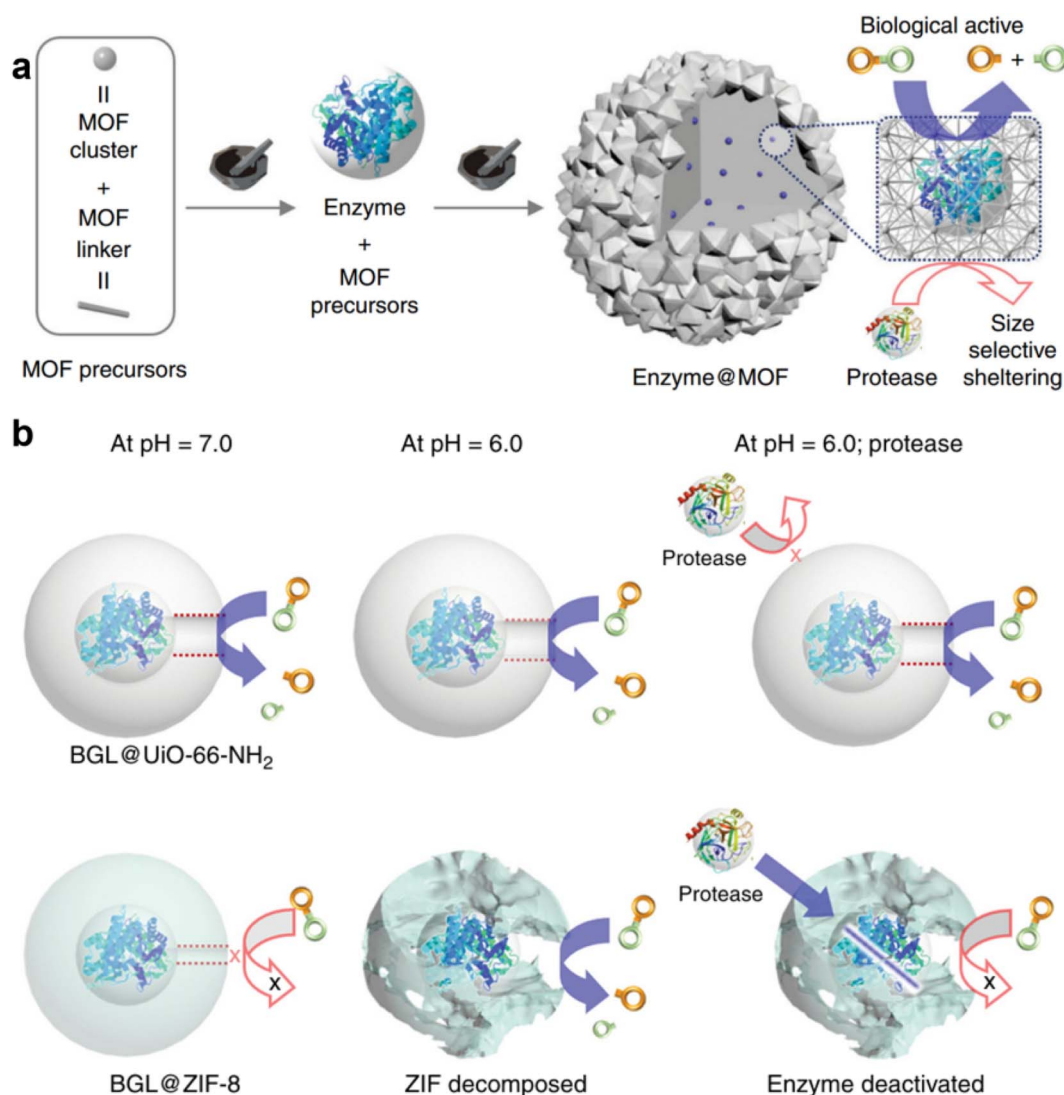 a
II
MOF
cluster
+
MOF
linker
II
MOF precursors
Enzyme
+
MOF
precursors
Enzyme@MOF
Biological active
+
Protease
Size
selective
sheltering
b
At pH = 7.0
At pH = 6.0
At pH = 6.0; protease
Protease
x
BGL@UiO-66-NH₂
Protease
x
x
x
BGL@ZIF-8
ZIF decomposed
Enzyme deactivated